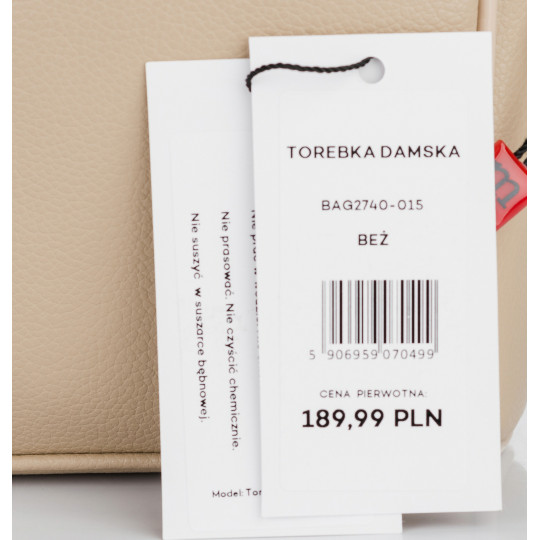 TOREBKA DAMSKA
BAG2740-015
BEŻ
5 906959 070499
CENA PIERWOTNA:
189,99 PLN
Nie prasować. Nie czyścić chemicznie.
Nie suszyć w suszarce bębnowej.
Model: Tor
m